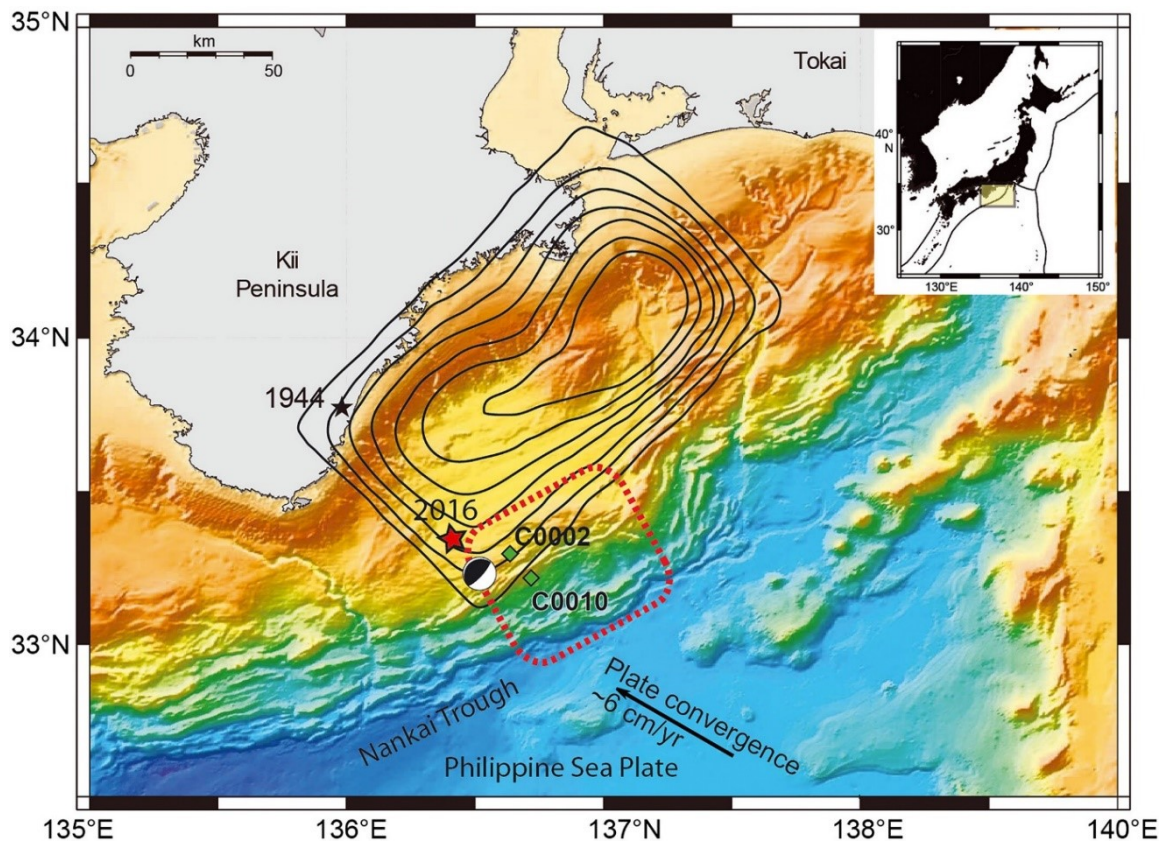 35°N
km
0 50
Tokai
40°
N
30°
130°E 140° 150°
Kii
Peninsula
34°N
1944
2016
C0002
C0010
33°N
Plate convergence
~6 cm/yr
Nankai Trough
Philippine Sea Plate
135°E 136°E 137°E 138°E 140°E